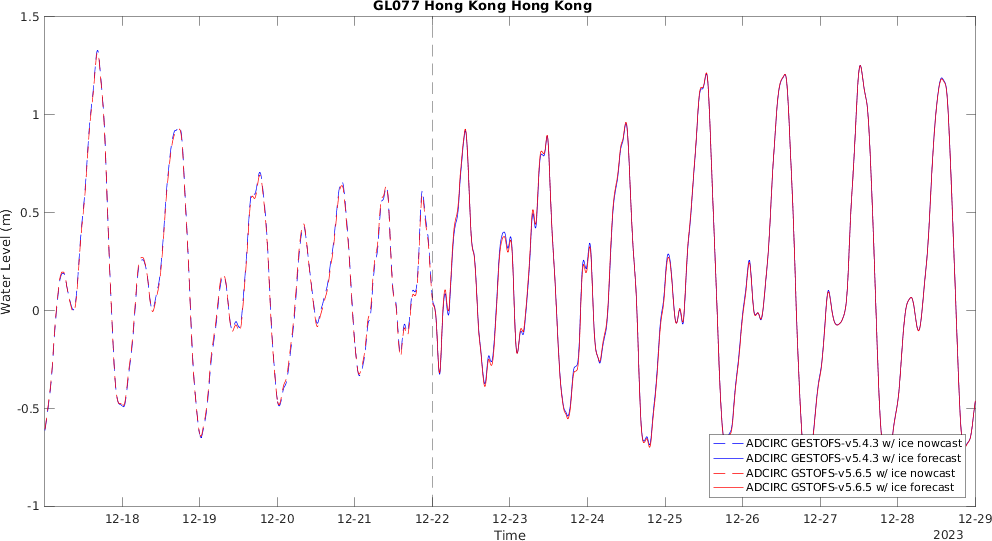 GL077 Hong Kong Hong Kong
1.5
1
0.5
0
-0.5
-1
Water Level (m)
12-18 12-19 12-20 12-21 12-22 12-23 12-24 12-25 12-26 12-27 12-28 12-29
Time
2023
ADCIRC GESTOFS-v5.4.3 w/ ice nowcast
ADCIRC GESTOFS-v5.4.3 w/ ice forecast
ADCIRC GSTOFS-v5.6.5 w/ ice nowcast
ADCIRC GSTOFS-v5.6.5 w/ ice forecast